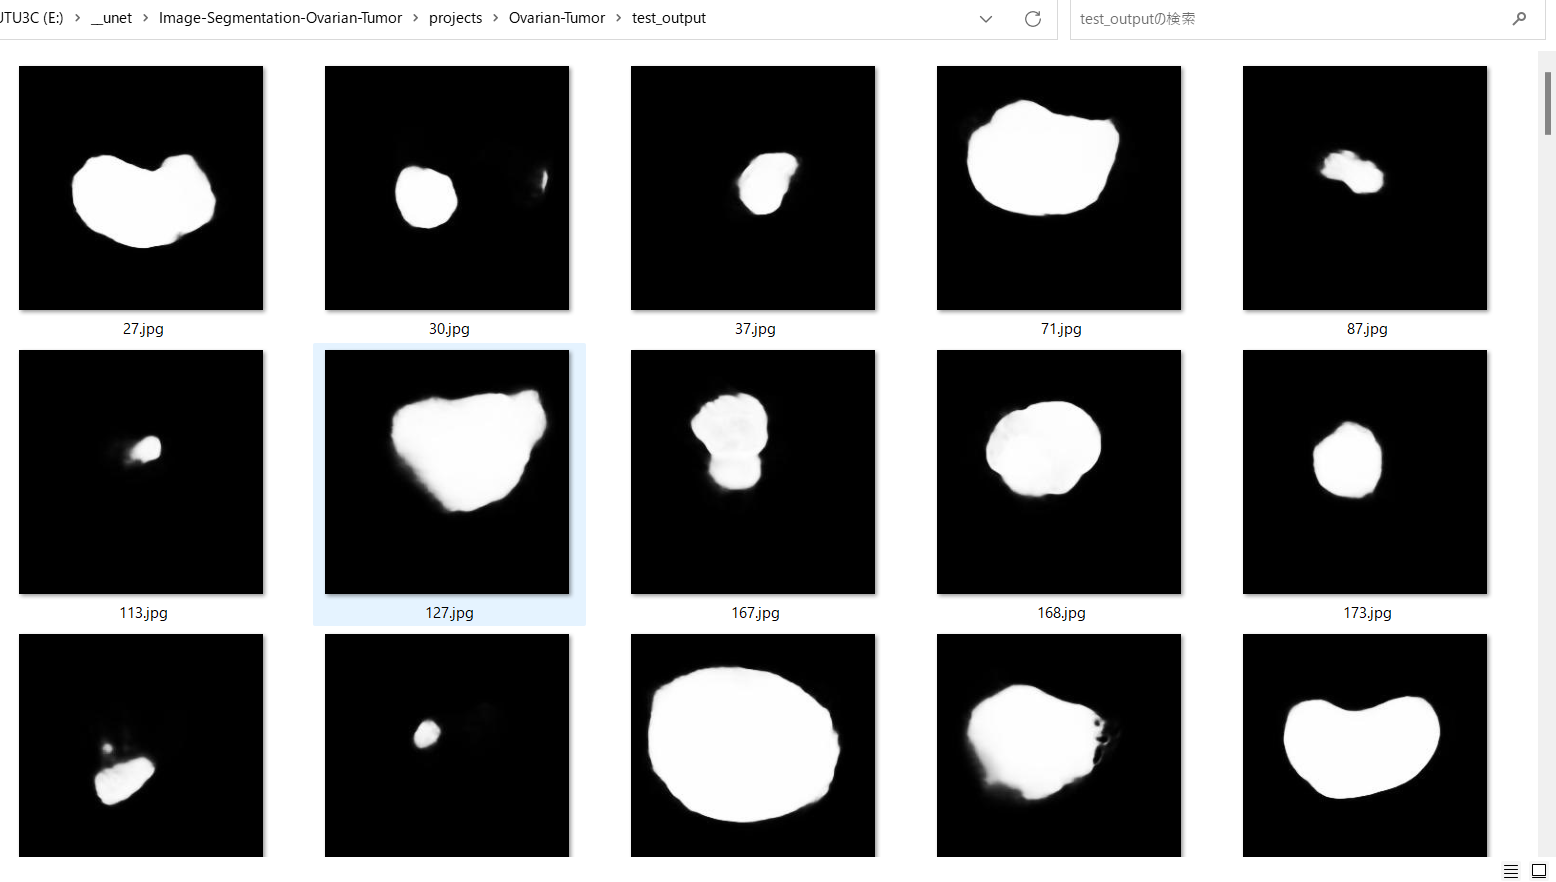 UTU3C (E:) > __unet > Image-Segmentation-Ovarian-Tumor > projects > Ovarian-Tumor > test_output
test_outputの検索
27.jpg
30.jpg
37.jpg
71.jpg
87.jpg
113.jpg
127.jpg
167.jpg
168.jpg
173.jpg